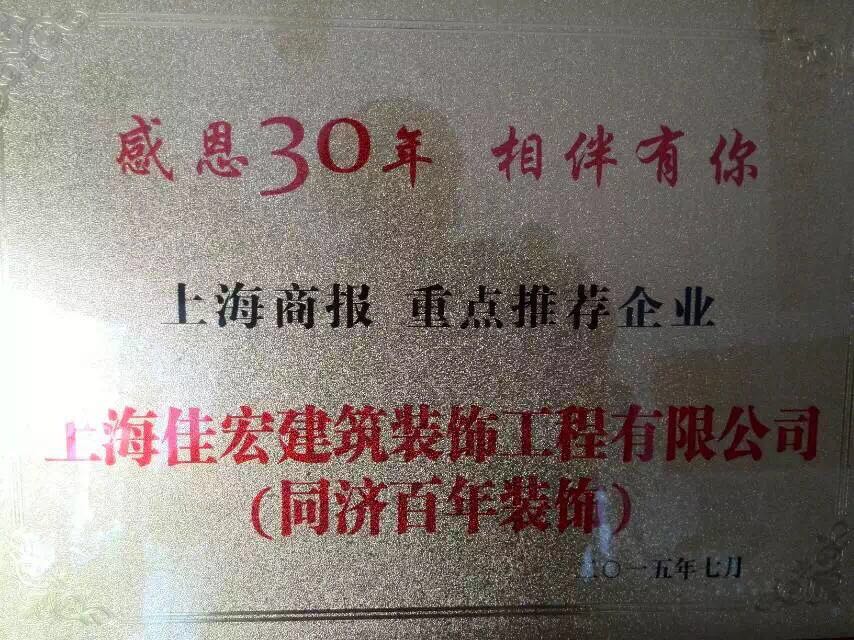 感恩30年 相伴有你
上海商报 重点推荐企业
上海佳宏建筑装饰工程有限公司
(同济百年装饰)
二〇一五年七月